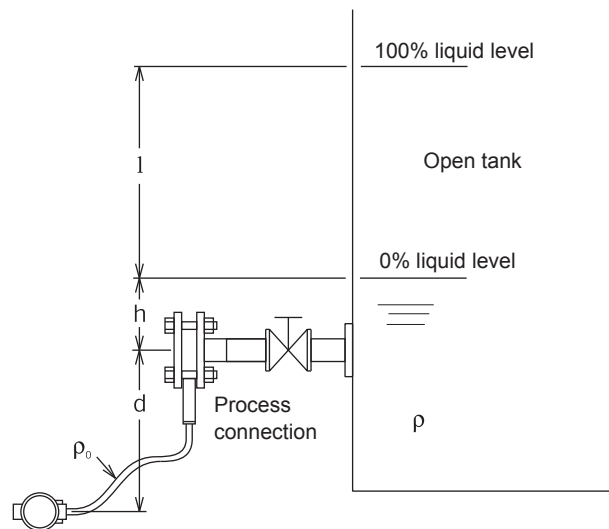 100% liquid level
l
Open tank
0% liquid level
h
d
Process
connection
ρ
ρ₀